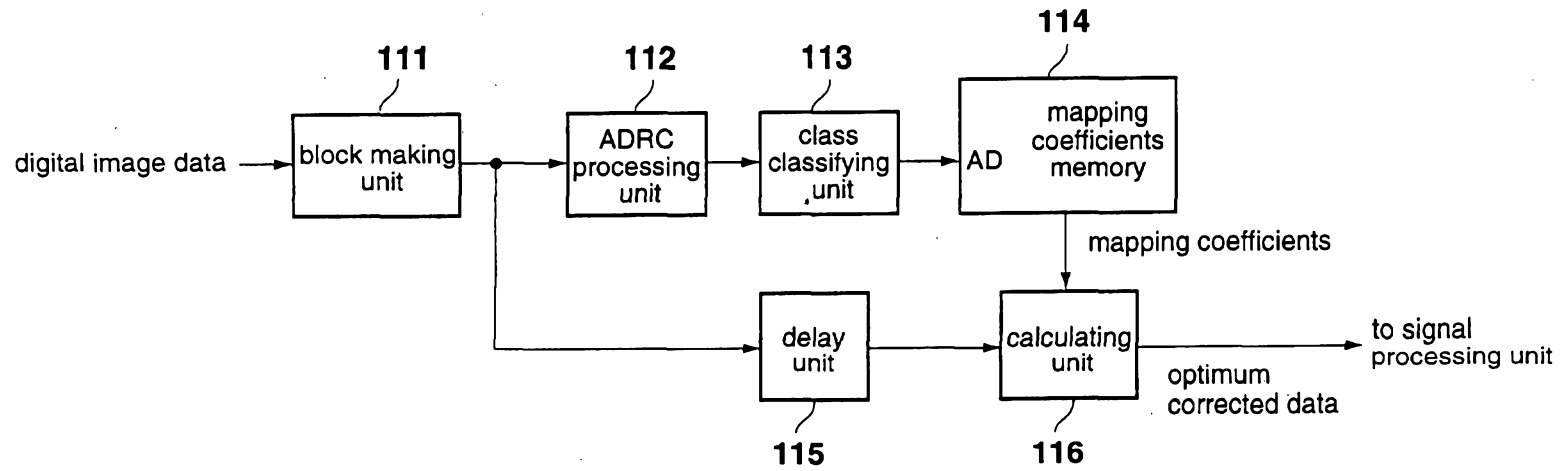 111
112
113
114
digital image data
block making
unit
ADRC
processing
unit
class
classifying
unit
AD
mapping
coefficients
memory
mapping coefficients
delay
unit
calculating
unit
to signal
processing unit
optimum
corrected data
115
116